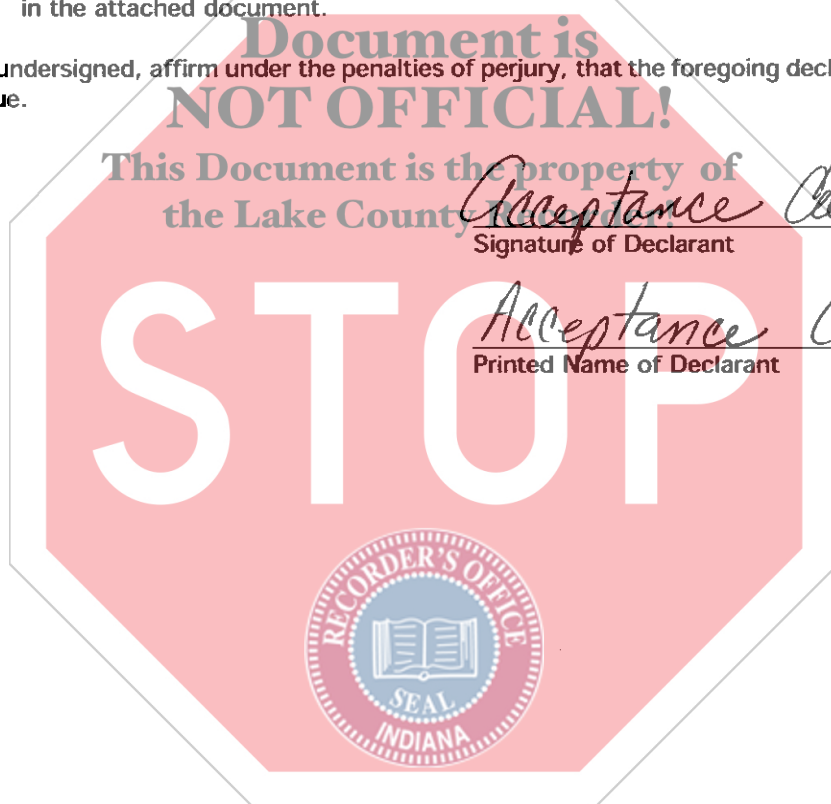 in the attached document.
Document is
undersigned, affirm under the penalties of perjury, that the foregoing decl
ue.
NOT OFFICIAL!
This Document is the property of
the Lake County Recorder!
Acceptance
Signature of Declarant
Acceptance C
Printed Name of Declarant
STOP
RECORDER'S OFFICE
SEAL
INDIANA